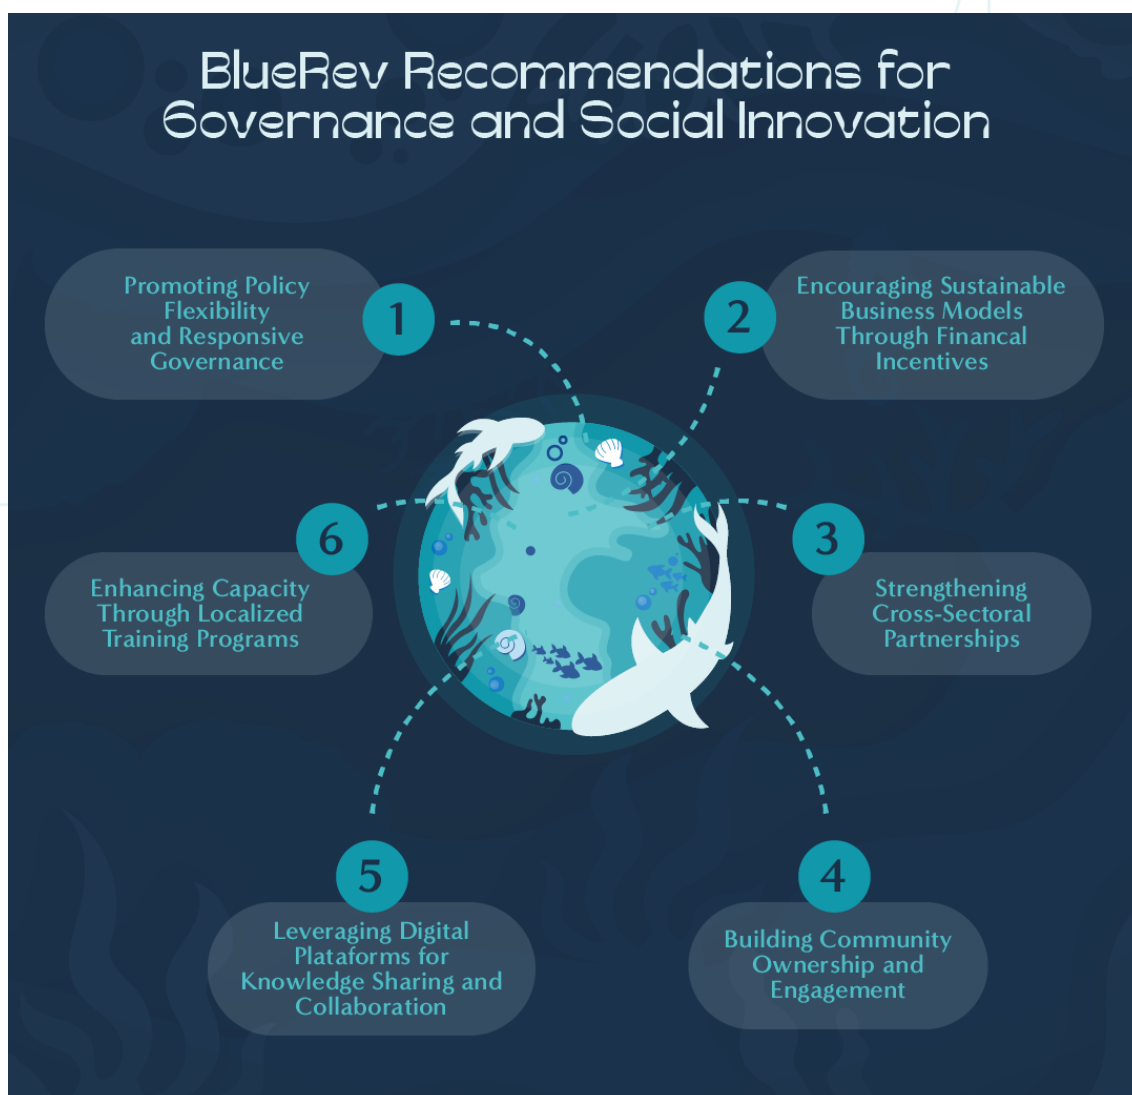 BlueRev Recommendations for
Governance and Social Innovation
1
Promoting Policy
Flexibility
and Responsive
Governance
2
Encouraging Sustainable
Business Models
Through Financal
Incentives
3
Strengthening
Cross-Sectoral
Partnerships
4
Building Community
Ownership and
Engagement
5
Leveraging Digital
Plataforms for
Knowledge Sharing and
Collaboration
6
Enhancing Capacity
Through Localized
Training Programs